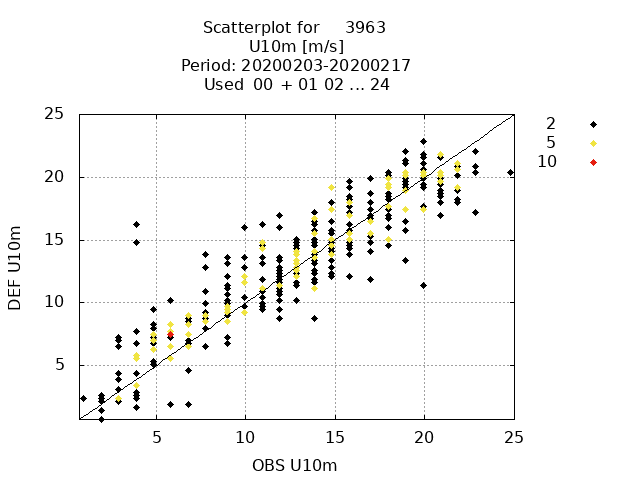 Scatterplot for 3963
U10m [m/s]
Period: 20200203-20200217
Used 00 + 01 02 ... 24
25
20
15
10
5
DEF U10m
5 10 15 20 25
OBS U10m
2
5
10